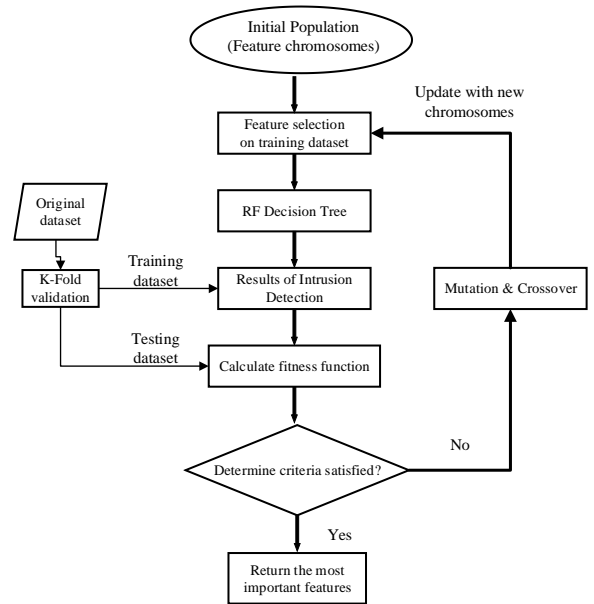 Initial Population
(Feature chromosomes)
Update with new
chromosomes
Feature selection
on training dataset
Original
dataset
RF Decision Tree
K-Fold
validation
Training
dataset
Results of Intrusion
Detection
Mutation & Crossover
Testing
dataset
Calculate fitness function
Determine criteria satisfied?
No
Yes
Return the most
important features